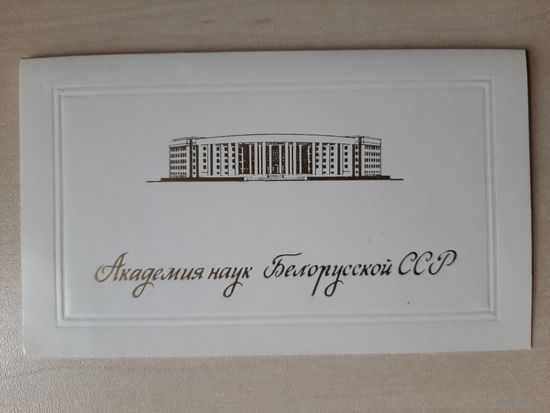 Академия наук Белорусской ССР